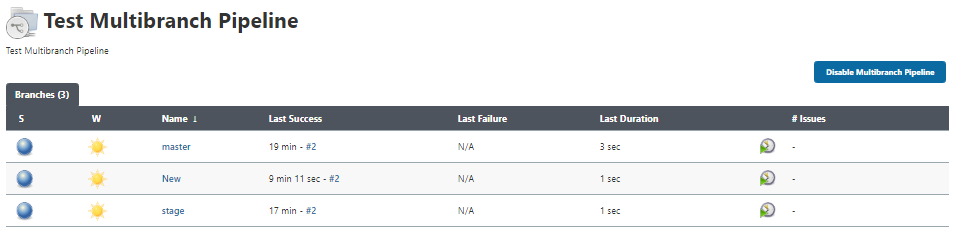 Test Multibranch Pipeline
Test Multibranch Pipeline
Disable Multibranch Pipeline
Branches (3)
S W Name ↓ Last Success Last Failure Last Duration # Issues
master 19 min - #2 N/A 3 sec -
New 9 min 11 sec - #2 N/A 1 sec -
stage 17 min - #2 N/A 1 sec -